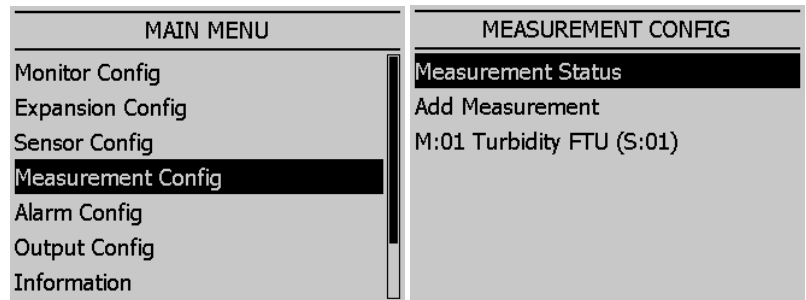 MAIN MENU
Monitor Config
Expansion Config
Sensor Config
Measurement Config
Alarm Config
Output Config
Information
MEASUREMENT CONFIG
Measurement Status
Add Measurement
M:01 Turbidity FTU (S:01)